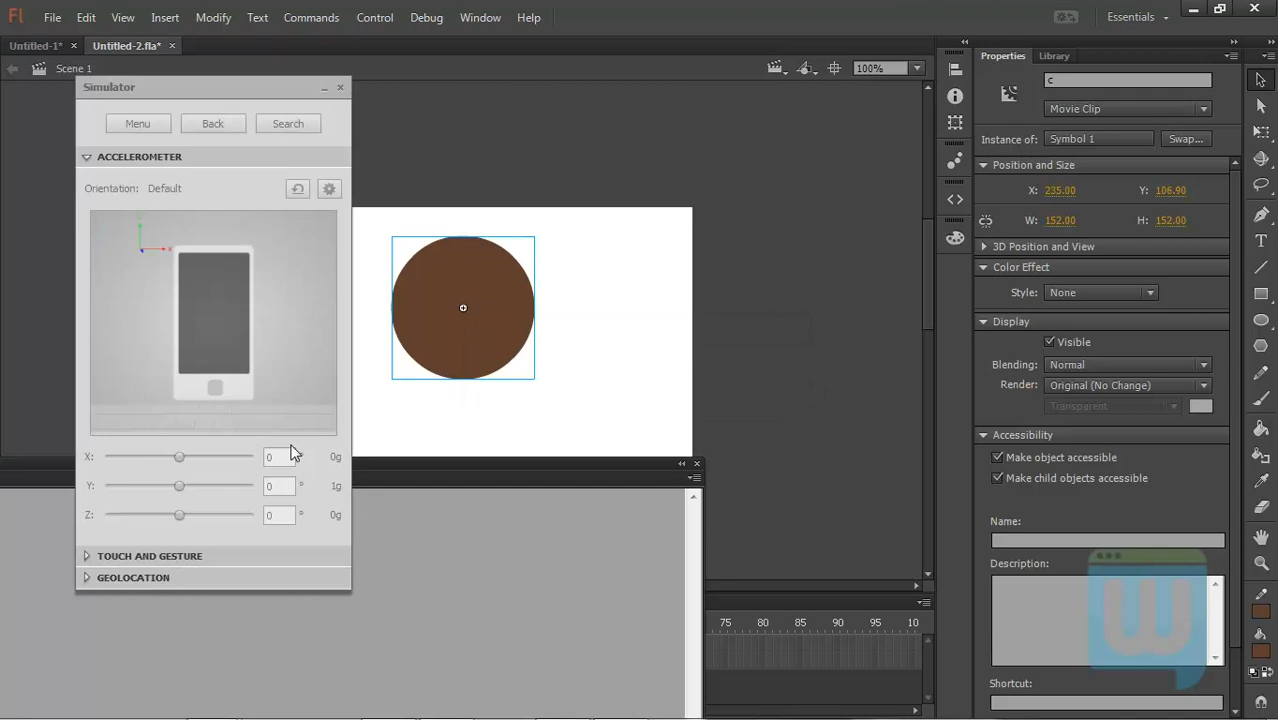 Fl File Edit View Insert Modify Text Commands Control Debug Window Help Essentials
Untitled-1* × Untitled-2.fla* ×
Scene 1 100%
Simulator
Menu Back Search
ACCELEROMETER
Orientation: Default
X: 0 ° 0g
Y: 0 ° 1g
Z: 0 ° 0g
TOUCH AND GESTURE
GEOLOCATION
75 80 85 90 95 10
Properties Library
c
Movie Clip
Instance of: Symbol 1 Swap...
Position and Size
X: 235.00 Y: 106.90
W: 152.00 H: 152.00
3D Position and View
Color Effect
Style: None
Display
Visible
Blending: Normal
Render: Original (No Change)
Transparent
Accessibility
Make object accessible
Make child objects accessible
Name:
Description:
Shortcut: